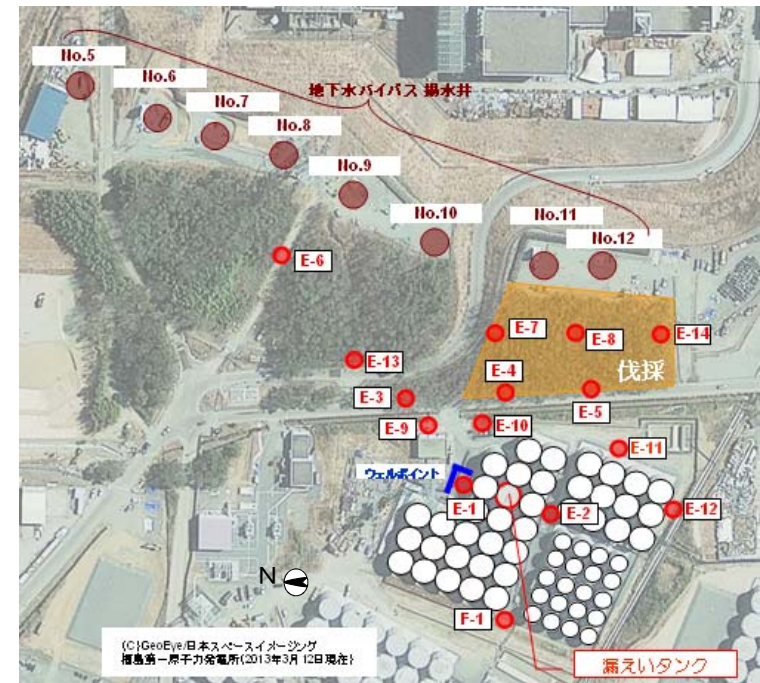 No.5
No.6
No.7
地下水バイパス 揚水井
No.8
No.9
No.10
No.11
No.12
E-6
E-7
E-8
E-14
E-13
伐採
E-4
E-3
E-5
E-9
E-10
E-11
ウェルポイント
E-1
E-2
E-12
N
F-1
(C)GeoEye/日本スペースイメージング
福島第一原子力発電所(2013年3月12日現在)
漏えいタンク